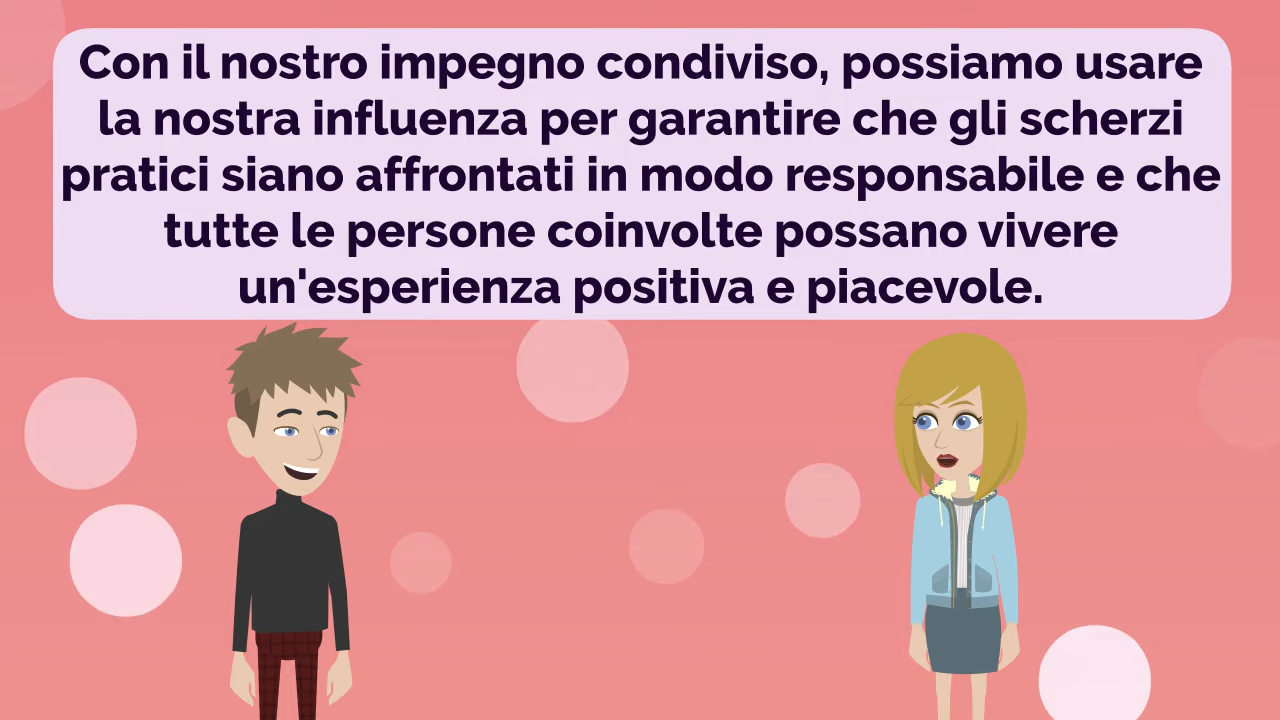 Con il nostro impegno condiviso, possiamo usare
la nostra influenza per garantire che gli scherzi
pratici siano affrontati in modo responsabile e che
tutte le persone coinvolte possano vivere
un'esperienza positiva e piacevole.